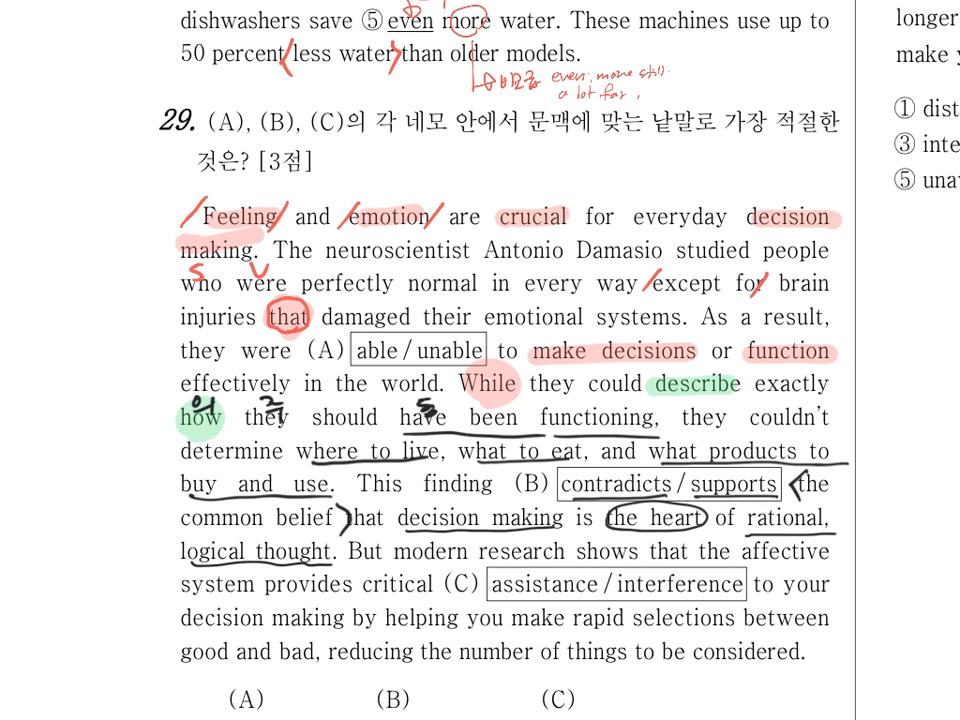 dishwashers save ⑤ even more water. These machines use up to
50 percent less water than older models.
even, more still
a lot far,
29. (A), (B), (C)의 각 네모 안에서 문맥에 맞는 낱말로 가장 적절한
것은? [3점]
Feeling and emotion are crucial for everyday decision
making. The neuroscientist Antonio Damasio studied people
S V
who were perfectly normal in every way except for brain
injuries that damaged their emotional systems. As a result,
they were (A) able / unable to make decisions or function
effectively in the world. While they could describe exactly
의 주 동
how they should have been functioning, they couldn't
determine where to live, what to eat, and what products to
buy and use. This finding (B) contradicts / supports the
common belief that decision making is the heart of rational,
logical thought. But modern research shows that the affective
system provides critical (C) assistance / interference to your
decision making by helping you make rapid selections between
good and bad, reducing the number of things to be considered.
(A) (B) (C)
longer
make
① dist
③ inte
⑤ una